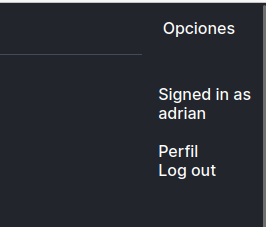 Opciones
Signed in as
adrian
Perfil
Log out